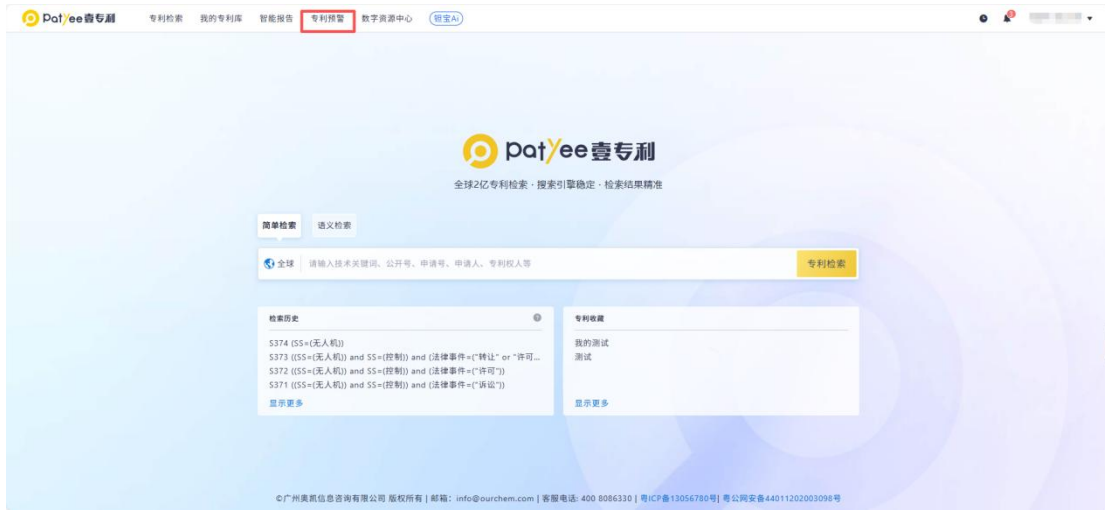 Patyee壹专利 专利检索 我的专利库 智能报告 专利预警 数字资源中心 银宝Ai 3
Patyee壹专利
全球2亿专利检索 · 搜索引擎稳定 · 检索结果精准
简单检索 语义检索
全球 请输入技术关键词、公开号、申请号、申请人、专利权人等 专利检索
检索历史 ?
S374 (SS=(无人机))
S373 ((SS=(无人机)) and SS=(控制)) and (法律事件=("转让" or "许可...
S372 ((SS=(无人机)) and SS=(控制)) and (法律事件=("许可"))
S371 ((SS=(无人机)) and SS=(控制)) and (法律事件=("诉讼"))
显示更多
专利收藏
我的测试
测试
显示更多
©广州奥凯信息咨询有限公司 版权所有 | 邮箱：info@ourchem.com | 客服电话: 400 8086330 | 粤ICP备13056780号| 粤公网安备44011202003098号